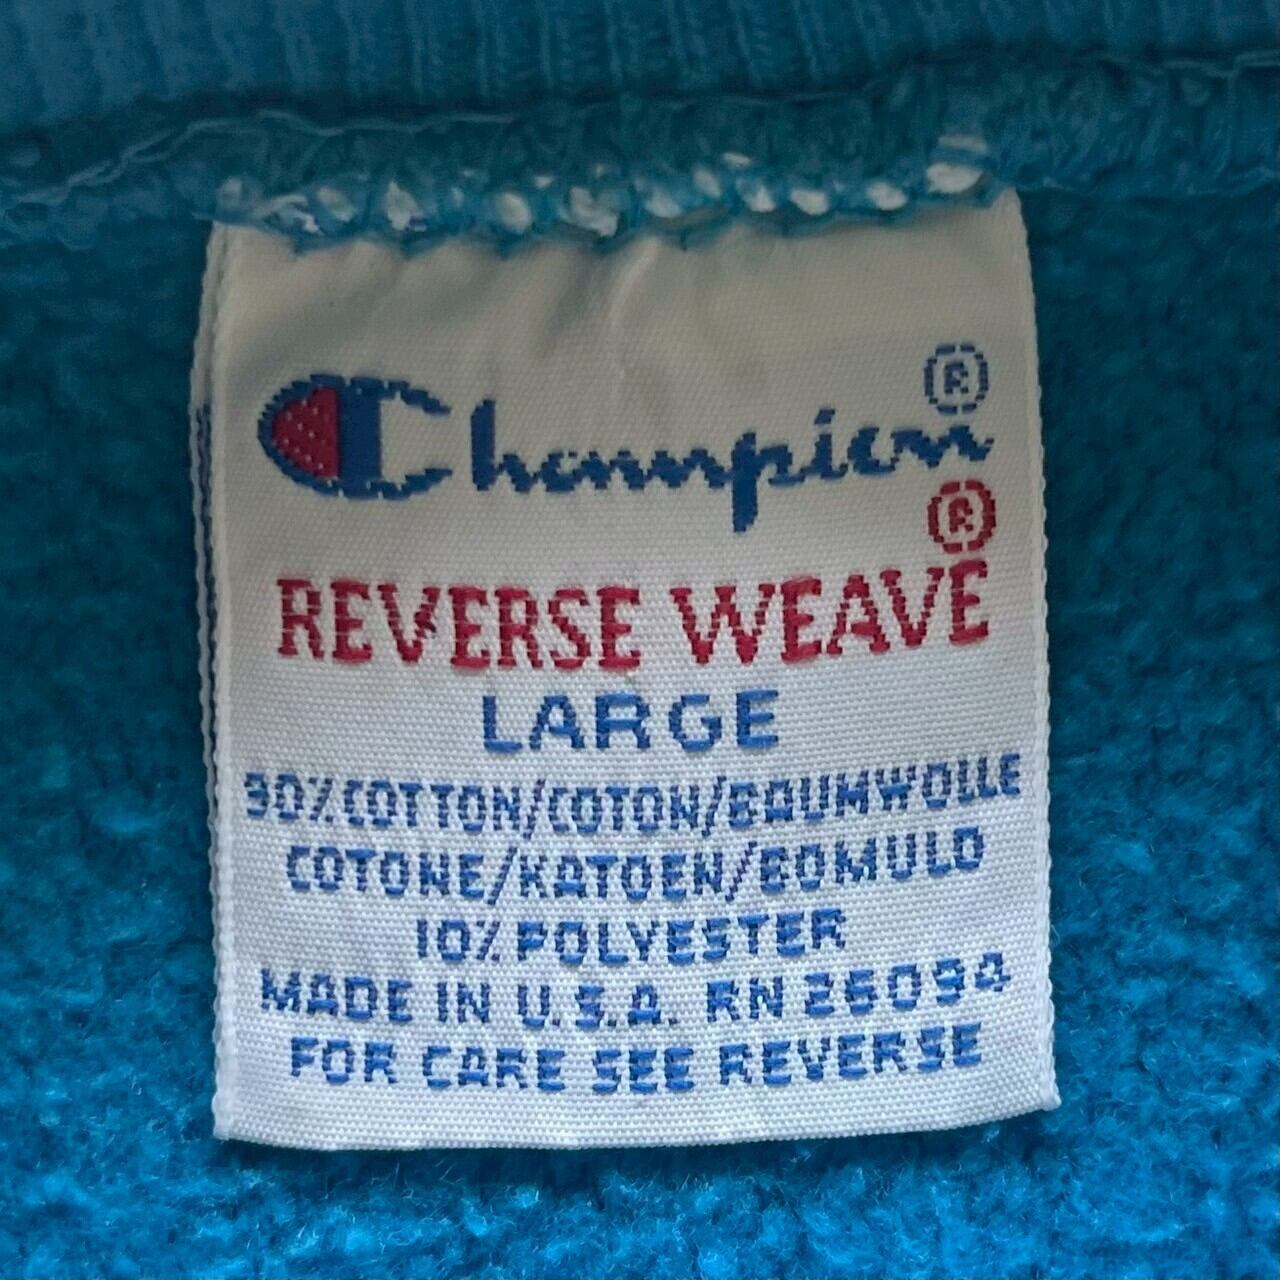 Champion®
REVERSE WEAVE®
LARGE
90% COTTON/COTON/BAUMWOLLE
COTONE/KATOEN/BOMULD
10% POLYESTER
MADE IN U.S.A. RN 26094
FOR CARE SEE REVERSE